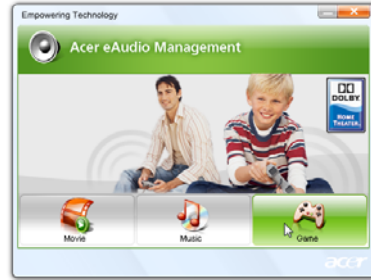 Empowering Technology
Acer eAudio Management
DOLBY
HOME
THEATER
Movie
Music
Game
acer